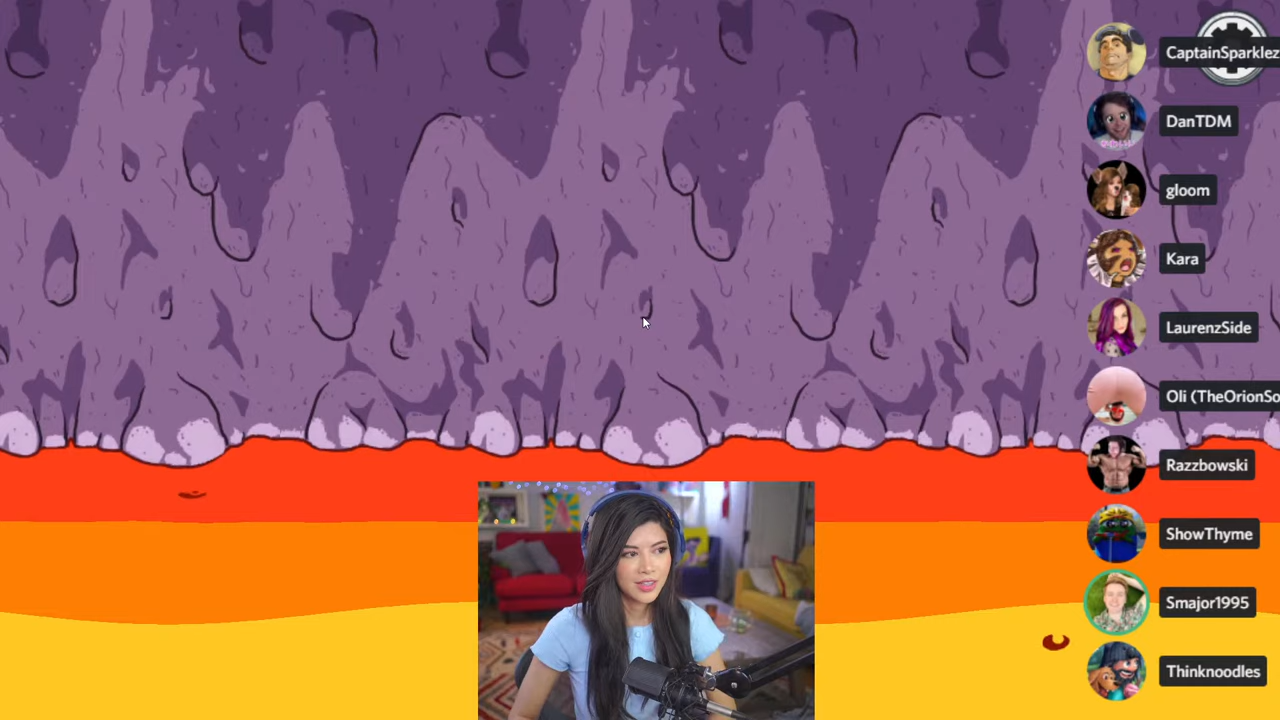 CaptainSparklez
DanTDM
gloom
Kara
LaurenzSide
Oli (TheOrionSo
Razzbowski
ShowThyme
Smajor1995
Thinknoodles